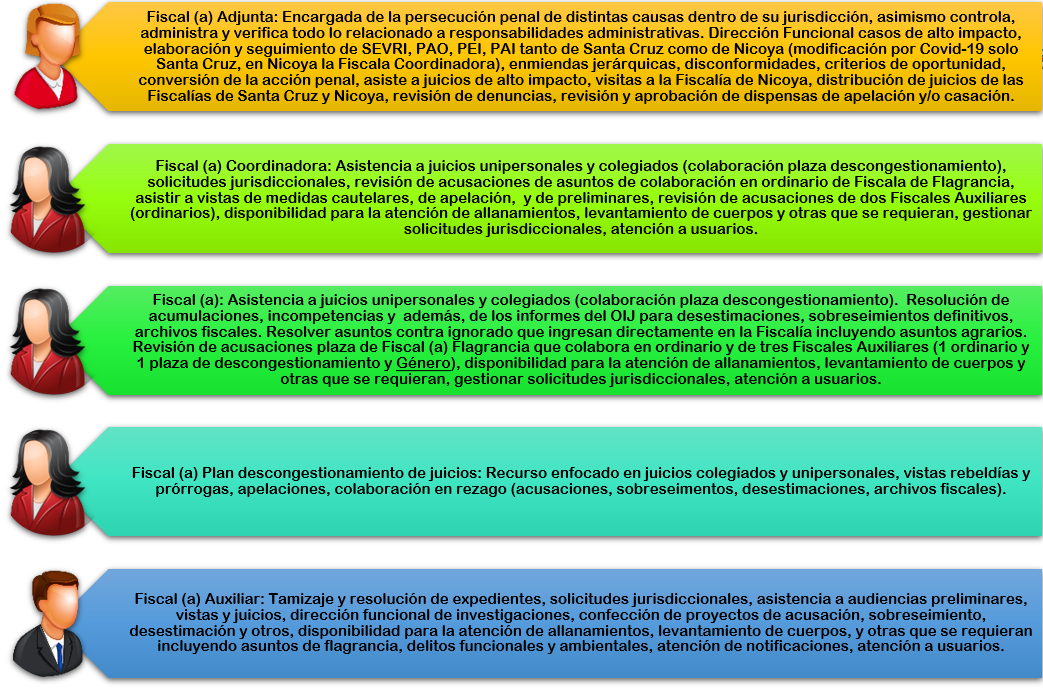 Fiscal (a) Adjunta: Encargada de la persecución penal de distintas causas dentro de su jurisdicción, asimismo controla,
administra y verifica todo lo relacionado a responsabilidades administrativas. Dirección Funcional casos de alto impacto,
elaboración y seguimiento de SEVRI, PAO, PEI, PAI tanto de Santa Cruz como de Nicoya (modificación por Covid-19 solo
Santa Cruz, en Nicoya la Fiscala Coordinadora), enmiendas jerárquicas, disconformidades, criterios de oportunidad,
conversión de la acción penal, asiste a juicios de alto impacto, visitas a la Fiscalía de Nicoya, distribución de juicios de las
Fiscalías de Santa Cruz y Nicoya, revisión de denuncias, revisión y aprobación de dispensas de apelación y/o casación.
Fiscal (a) Coordinadora: Asistencia a juicios unipersonales y colegiados (colaboración plaza descongestionamiento),
solicitudes jurisdiccionales, revisión de acusaciones de asuntos de colaboración en ordinario de Fiscala de Flagrancia,
asistir a vistas de medidas cautelares, de apelación, y de preliminares, revisión de acusaciones de dos Fiscales Auxiliares
(ordinarios), disponibilidad para la atención de allanamientos, levantamiento de cuerpos y otras que se requieran, gestionar
solicitudes jurisdiccionales, atención a usuarios.
Fiscal (a): Asistencia a juicios unipersonales y colegiados (colaboración plaza descongestionamiento). Resolución de
acumulaciones, incompetencias y además, de los informes del OIJ para desestimaciones, sobreseimientos definitivos,
archivos fiscales. Resolver asuntos contra ignorado que ingresan directamente en la Fiscalía incluyendo asuntos agrarios.
Revisión de acusaciones plaza de Fiscal (a) Flagrancia que colabora en ordinario y de tres Fiscales Auxiliares (1 ordinario y
1 plaza de descongestionamiento y Género), disponibilidad para la atención de allanamientos, levantamiento de cuerpos y
otras que se requieran, gestionar solicitudes jurisdiccionales, atención a usuarios.
Fiscal (a) Plan descongestionamiento de juicios: Recurso enfocado en juicios colegiados y unipersonales, vistas rebeldías y
prórrogas, apelaciones, colaboración en rezago (acusaciones, sobreseimentos, desestimaciones, archivos fiscales).
Fiscal (a) Auxiliar: Tamizaje y resolución de expedientes, solicitudes jurisdiccionales, asistencia a audiencias preliminares,
vistas y juicios, dirección funcional de investigaciones, confección de proyectos de acusación, sobreseimiento,
desestimación y otros, disponibilidad para la atención de allanamientos, levantamiento de cuerpos, y otras que se requieran
incluyendo asuntos de flagrancia, delitos funcionales y ambientales, atención de notificaciones, atención a usuarios.